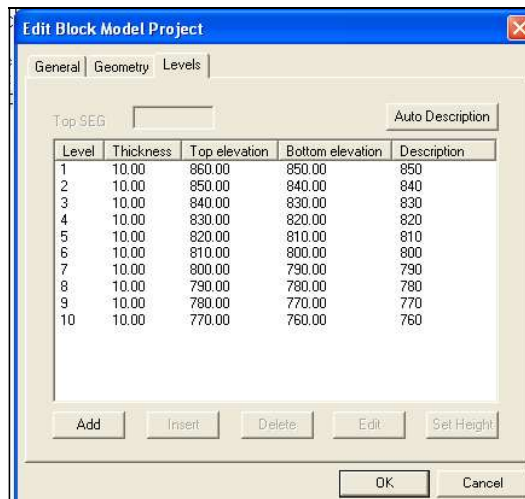 Edit Block Model Project
General Geometry Levels
Top SEG Auto Description
Level Thickness Top elevation Bottom elevation Description
1 10.00 860.00 850.00 850
2 10.00 850.00 840.00 840
3 10.00 840.00 830.00 830
4 10.00 830.00 820.00 820
5 10.00 820.00 810.00 810
6 10.00 810.00 800.00 800
7 10.00 800.00 790.00 790
8 10.00 790.00 780.00 780
9 10.00 780.00 770.00 770
10 10.00 770.00 760.00 760
Add Insert Delete Edit Set Height
OK Cancel